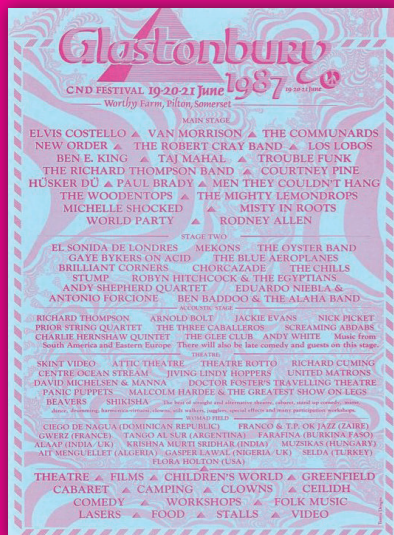 Glastonbury
1987
CND FESTIVAL 19·20·21 June
19·20·21 June
Worthy Farm, Pilton, Somerset
MAIN STAGE
ELVIS COSTELLO ▲ VAN MORRISON ▲ THE COMMUNARDS
NEW ORDER ▲ THE ROBERT CRAY BAND ▲ LOS LOBOS
BEN E. KING ▲ TAJ MAHAL ▲ TROUBLE FUNK
THE RICHARD THOMPSON BAND ▲ COURTNEY PINE
HÜSKER DÜ ▲ PAUL BRADY ▲ MEN THEY COULDN'T HANG
THE WOODENTOPS ▲ THE MIGHTY LEMONDROPS
MICHELLE SHOCKED ▲ MISTY IN ROOTS
WORLD PARTY ▲ RODNEY ALLEN
STAGE TWO
EL SONIDA DE LONDRES MEKONS THE OYSTER BAND
GAYE BYKERS ON ACID THE BLUE AEROPLANES
BRILLIANT CORNERS CHORCAZADE THE CHILLS
STUMP ROBYN HITCHCOCK & THE EGYPTIANS
ANDY SHEPHERD QUARTET EDUARDO NIEBLA &
ANTONIO FORCIONE BEN BADDOO & THE ALAHA BAND
ACOUSTIC STAGE
RICHARD THOMPSON ARNOLD BOLT JACKIE EVANS NICK PICKET
PRIOR STRING QUARTET THE THREE CABALLEROS SCREAMING ABDABS
CHARLIE HERNSHAW QUINTET THE GLEE CLUB ANDY WHITE Music from
South America and Eastern Europe There will also be late comedy and guests on this stage.
THEATRE
SKINT VIDEO ATTIC THEATRE THEATRE ROTTO RICHARD CUMING
CENTRE OCEAN STREAM JIVING LINDY HOPPERS UNITED MATRONS
DAVID MICHELSEN & MANNA DOCTOR FOSTER'S TRAVELLING THEATRE
PANIC PUPPETS MALCOLM HARDEE & THE GREATEST SHOW ON LEGS
BEAVERS SHIKISHA
WOMAD FIELD
CIEGO DE NAGUA (DOMINICAN REPUBLIC) FRANCO & T.P. OK JAZZ (ZAIRE)
GWERZ (FRANCE) TANGO AL SUR (ARGENTINA) FARAFINA (BURKINA FASO)
ALAAP (INDIA/UK) KRISHNA MURTI SRIDHAR (INDIA) MUZSIKAS (HUNGARY)
AIT MENGUELLET (ALGERIA) GASPER LAWAL (NIGERIA/UK) SELDA (TURKEY)
FLORA HOLTON (USA)
THEATRE ▲ FILMS ▲ CHILDREN'S WORLD ▲ GREENFIELD
CABARET ▲ CAMPING ▲ CLOWNS ▲ CEILIDH
COMEDY ▲ WORKSHOPS ▲ FOLK MUSIC
LASERS ▲ FOOD ▲ STALLS ▲ VIDEO